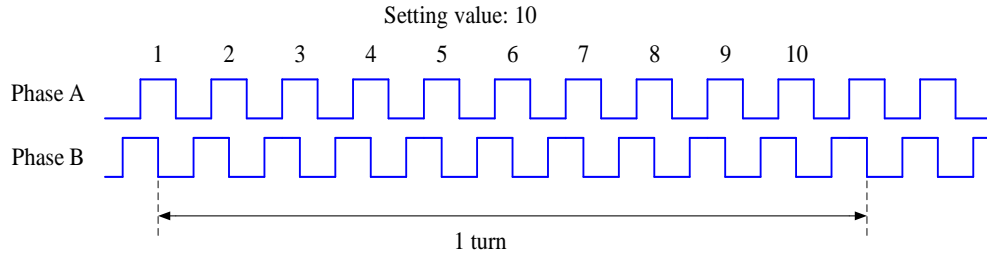 Setting value: 10
1 2 3 4 5 6 7 8 9 10
Phase A
Phase B
1 turn